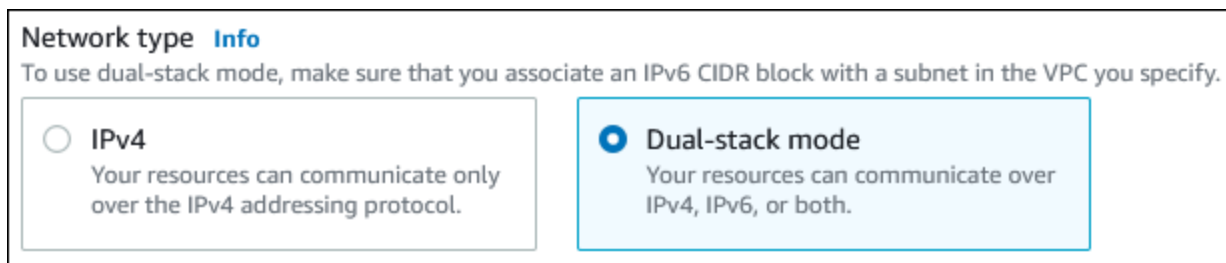 Network type Info
To use dual-stack mode, make sure that you associate an IPv6 CIDR block with a subnet in the VPC you specify.
IPv4
Your resources can communicate only
over the IPv4 addressing protocol.
Dual-stack mode
Your resources can communicate over
IPv4, IPv6, or both.